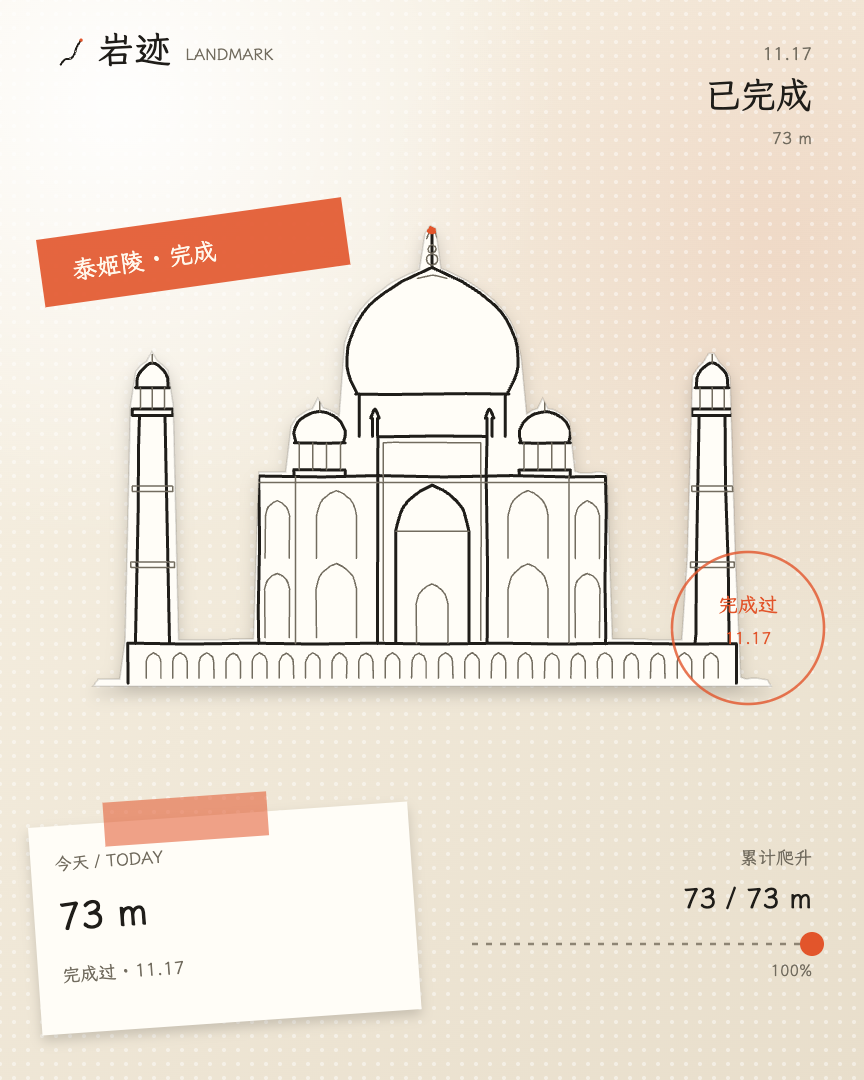 岩迹 LANDMARK
11.17
已完成
73 m
泰姬陵・完成
完成过
11.17
今天 / TODAY
73 m
完成过・11.17
累计爬升
73 / 73 m
100%